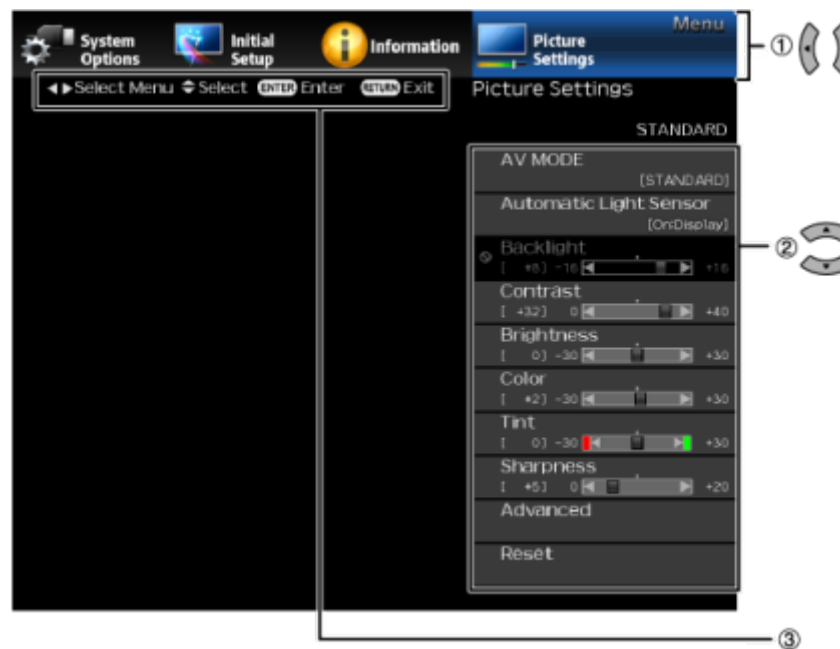 System Options
Initial Setup
Information
Picture Settings
Menu
①
◄►Select Menu ♦Select ENTER Enter RETURN Exit
Picture Settings
STANDARD
AV MODE
[STANDARD]
Automatic Light Sensor
[On:Display]
②
Backlight
[ +8] -16 +16
Contrast
[ +32] 0 +40
Brightness
[ 0] -30 +30
Color
[ +2] -30 +30
Tint
[ 0] -30 +30
Sharpness
[ +5] 0 +20
Advanced
Reset
③